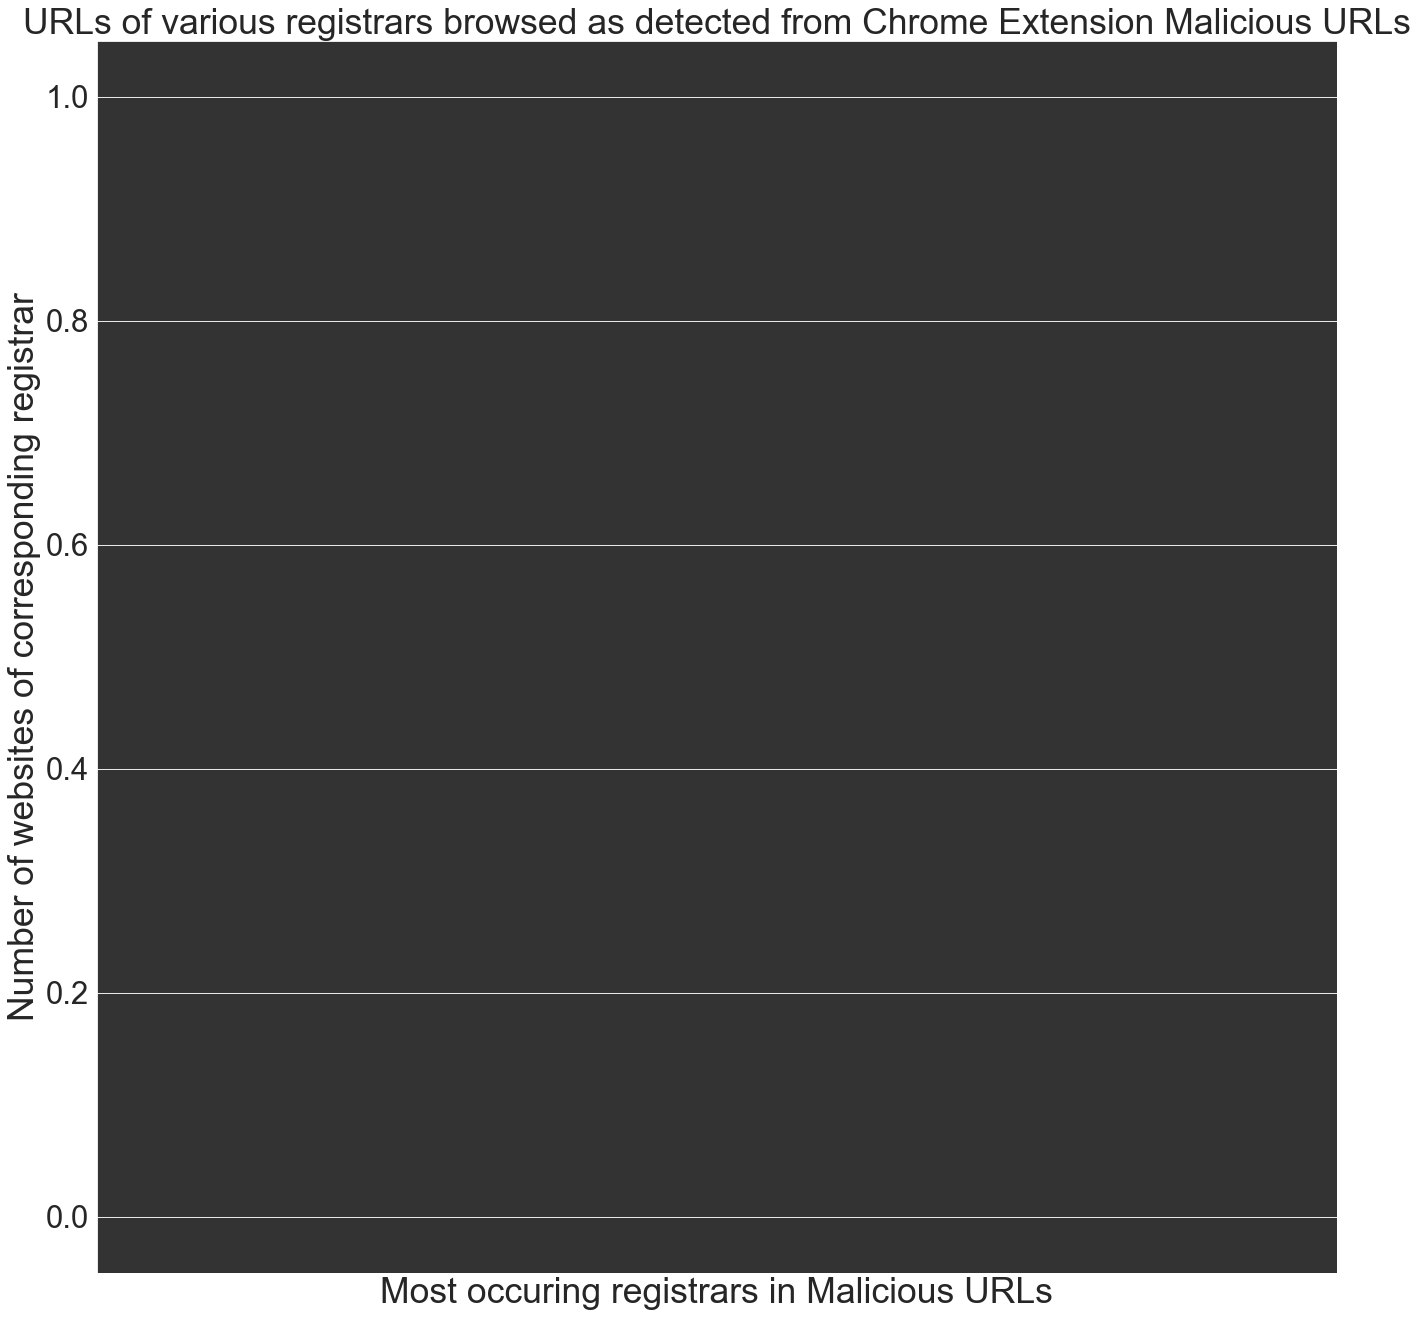 URLs of various registrars browsed as detected from Chrome Extension Malicious URLs
1.0
0.8
0.6
0.4
0.2
0.0
Number of websites of corresponding registrar
Most occuring registrars in Malicious URLs